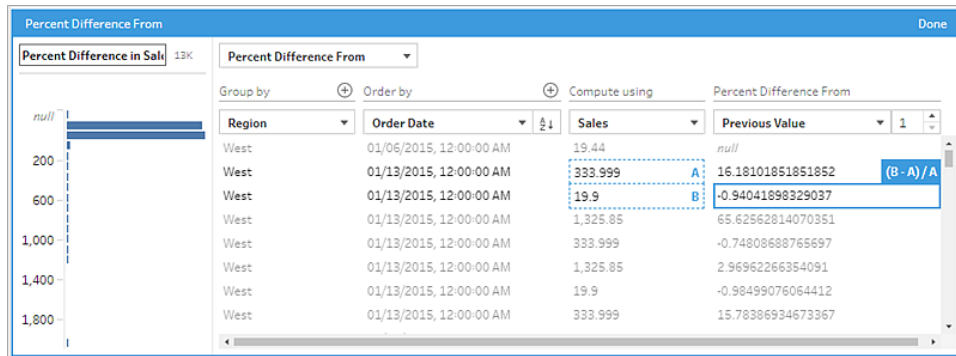 Percent Difference From Done
Percent Difference in Sale 13K
Percent Difference From
Group by Order by Compute using Percent Difference From
Region Order Date Sales Previous Value 1
null
200
600
1,000
1,400
1,800
West 01/06/2015, 12:00:00 AM 19.44 null
West 01/13/2015, 12:00:00 AM 333.999 A 16.18101851851852 (B - A) / A
West 01/13/2015, 12:00:00 AM 19.9 B -0.94041898329037
West 01/13/2015, 12:00:00 AM 1,325.85 65.62562814070351
West 01/13/2015, 12:00:00 AM 333.999 -0.74808688765697
West 01/13/2015, 12:00:00 AM 1,325.85 2.96962266354091
West 01/13/2015, 12:00:00 AM 19.9 -0.98499076064412
West 01/13/2015, 12:00:00 AM 333.999 15.78386934673367